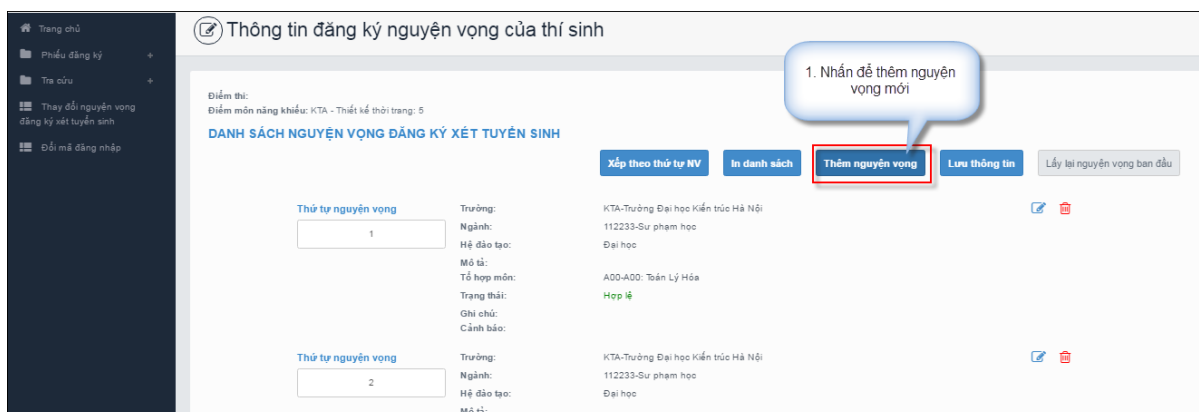 Trang chủ
Thông tin đăng ký nguyện vọng của thí sinh
Phiếu đăng ký +
Tra cứu +
Thay đổi nguyện vọng
đăng ký xét tuyển sinh
Đổi mã đăng nhập
1. Nhấn để thêm nguyện
vọng mới
Điểm thi:
Điểm môn năng khiếu: KTA - Thiết kế thời trang: 5
DANH SÁCH NGUYỆN VỌNG ĐĂNG KÝ XÉT TUYỂN SINH
Xếp theo thứ tự NV In danh sách Thêm nguyện vọng Lưu thông tin Lấy lại nguyện vọng ban đầu
Thứ tự nguyện vọng
1
Trường: KTA-Trường Đại học Kiến trúc Hà Nội
Ngành: 112233-Sư phạm học
Hệ đào tạo: Đại học
Mô tả:
Tổ hợp môn: A00-A00: Toán Lý Hóa
Trạng thái: Hợp lệ
Ghi chú:
Cảnh báo:
Thứ tự nguyện vọng
2
Trường: KTA-Trường Đại học Kiến trúc Hà Nội
Ngành: 112233-Sư phạm học
Hệ đào tạo: Đại học
Mô tả: